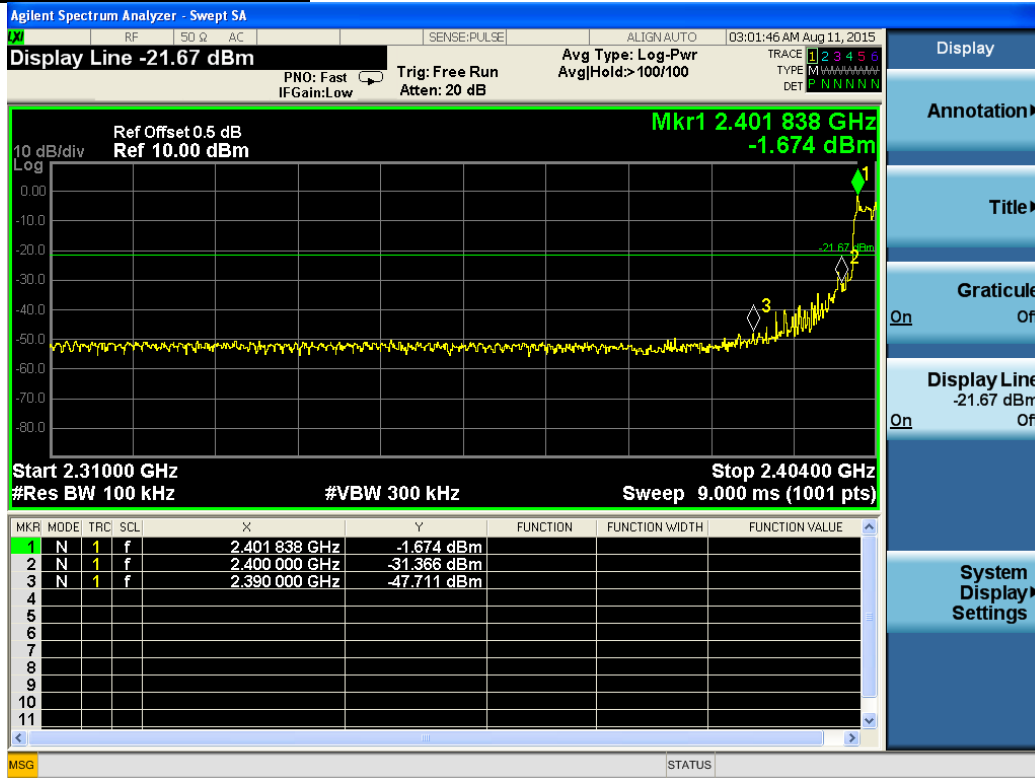 Agilent Spectrum Analyzer - Swept SA
LXI RF 50 Ω AC SENSE:PULSE ALIGN AUTO 03:01:46 AM Aug 11, 2015
Display Line -21.67 dBm
PNO: Fast
IFGain:Low
Trig: Free Run
Atten: 20 dB
Avg Type: Log-Pwr
Avg|Hold:>100/100
TRACE 1 2 3 4 5 6
TYPE M
DET P N N N N N
Ref Offset 0.5 dB
Ref 10.00 dBm
Mkr1 2.401 838 GHz
-1.674 dBm
10 dB/div
Log
0.00
-10.0
-20.0
-30.0
-40.0
-50.0
-60.0
-70.0
-80.0
1
-21.67 dBm
2
3
Start 2.31000 GHz Stop 2.40400 GHz
#Res BW 100 kHz #VBW 300 kHz Sweep 9.000 ms (1001 pts)
MKR MODE TRC SCL X Y FUNCTION FUNCTION WIDTH FUNCTION VALUE
1 N 1 f 2.401 838 GHz -1.674 dBm
2 N 1 f 2.400 000 GHz -31.366 dBm
3 N 1 f 2.390 000 GHz -47.711 dBm
4
5
6
7
8
9
10
11
MSG STATUS
Display
Annotation
Title
Graticule
On Off
Display Line
-21.67 dBm
On Off
System
Display
Settings